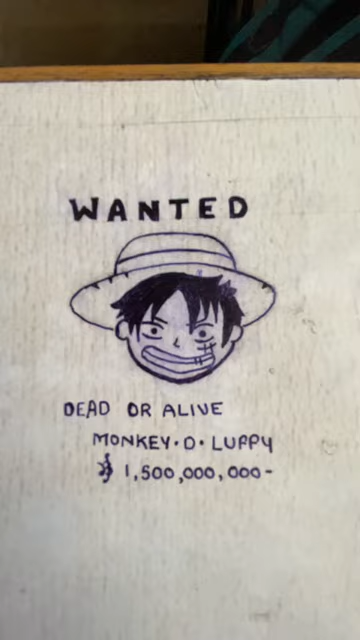 WANTED
DEAD OR ALIVE
MONKEY·D·LUFFY
฿ 1,500,000,000-